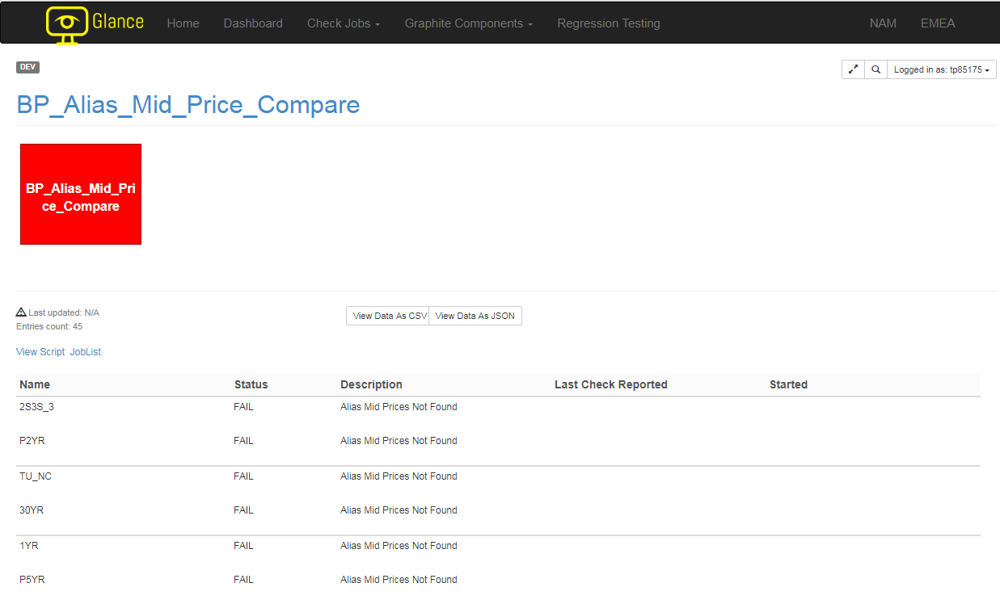 Glance Home Dashboard Check Jobs Graphite Components Regression Testing NAM EMEA
DEV
Logged in as: tp85175
BP_Alias_Mid_Price_Compare
BP_Alias_Mid_Pri
ce_Compare
Last updated: N/A
Entries count: 45
View Data As CSV View Data As JSON
View Script JobList
Name Status Description Last Check Reported Started
2S3S_3 FAIL Alias Mid Prices Not Found
P2YR FAIL Alias Mid Prices Not Found
TU_NC FAIL Alias Mid Prices Not Found
30YR FAIL Alias Mid Prices Not Found
1YR FAIL Alias Mid Prices Not Found
P5YR FAIL Alias Mid Prices Not Found